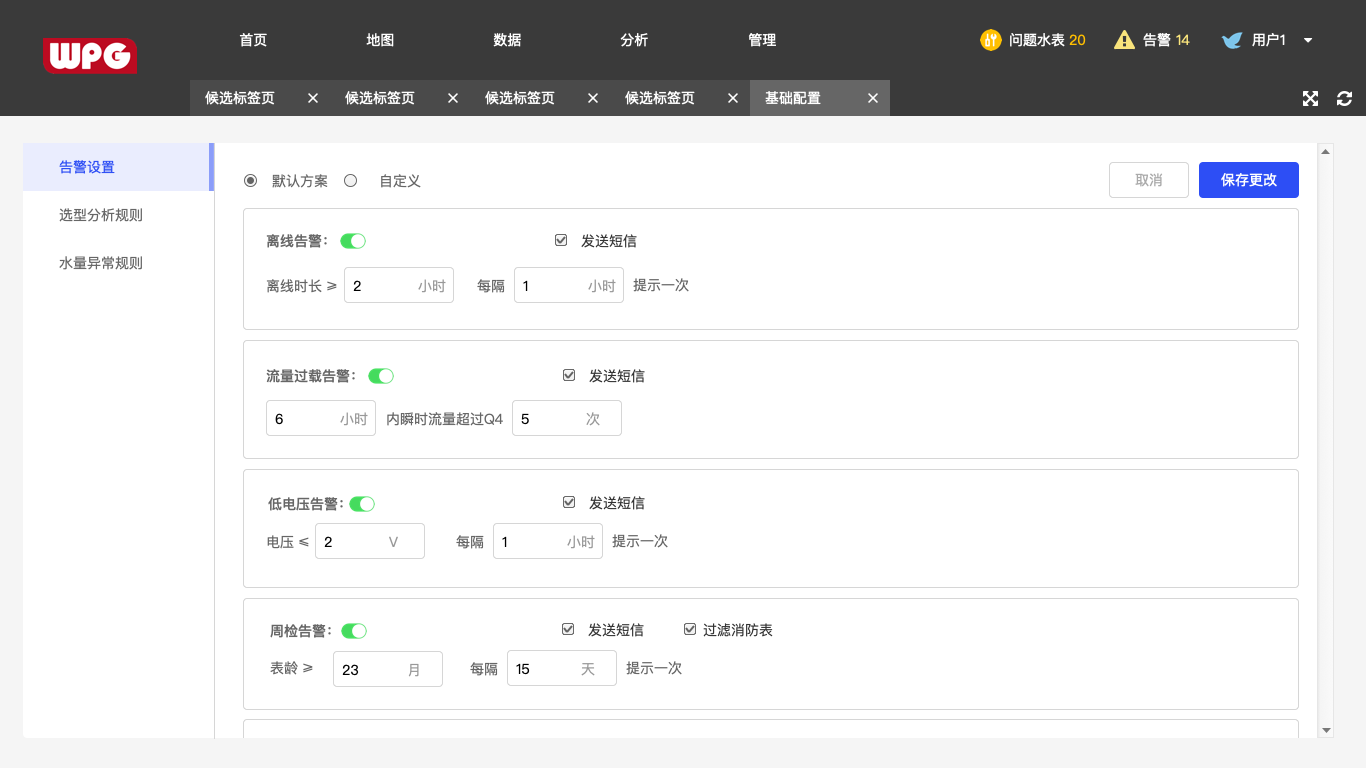 WPG
首页 地图 数据 分析 管理 问题水表 20 告警 14 用户1
候选标签页 候选标签页 候选标签页 候选标签页 基础配置
告警设置
选型分析规则
水量异常规则
默认方案 自定义 取消 保存更改
离线告警： 发送短信
离线时长 ≥ 2 小时 每隔 1 小时 提示一次
流量过载告警： 发送短信
6 小时 内瞬时流量超过Q4 5 次
低电压告警： 发送短信
电压 ≤ 2 V 每隔 1 小时 提示一次
周检告警： 发送短信 过滤消防表
表龄 ≥ 23 月 每隔 15 天 提示一次